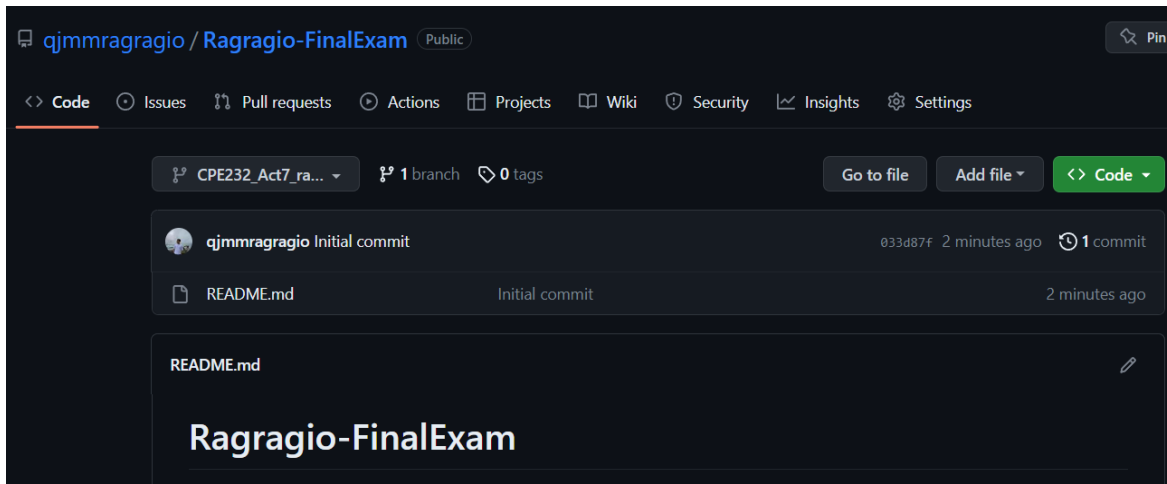 qjmmragragio / Ragragio-FinalExam Public Pin
Code Issues Pull requests Actions Projects Wiki Security Insights Settings
CPE232_Act7_ra... 1 branch 0 tags Go to file Add file Code
qjmmragragio Initial commit 033d87f 2 minutes ago 1 commit
README.md Initial commit 2 minutes ago
README.md
Ragragio-FinalExam